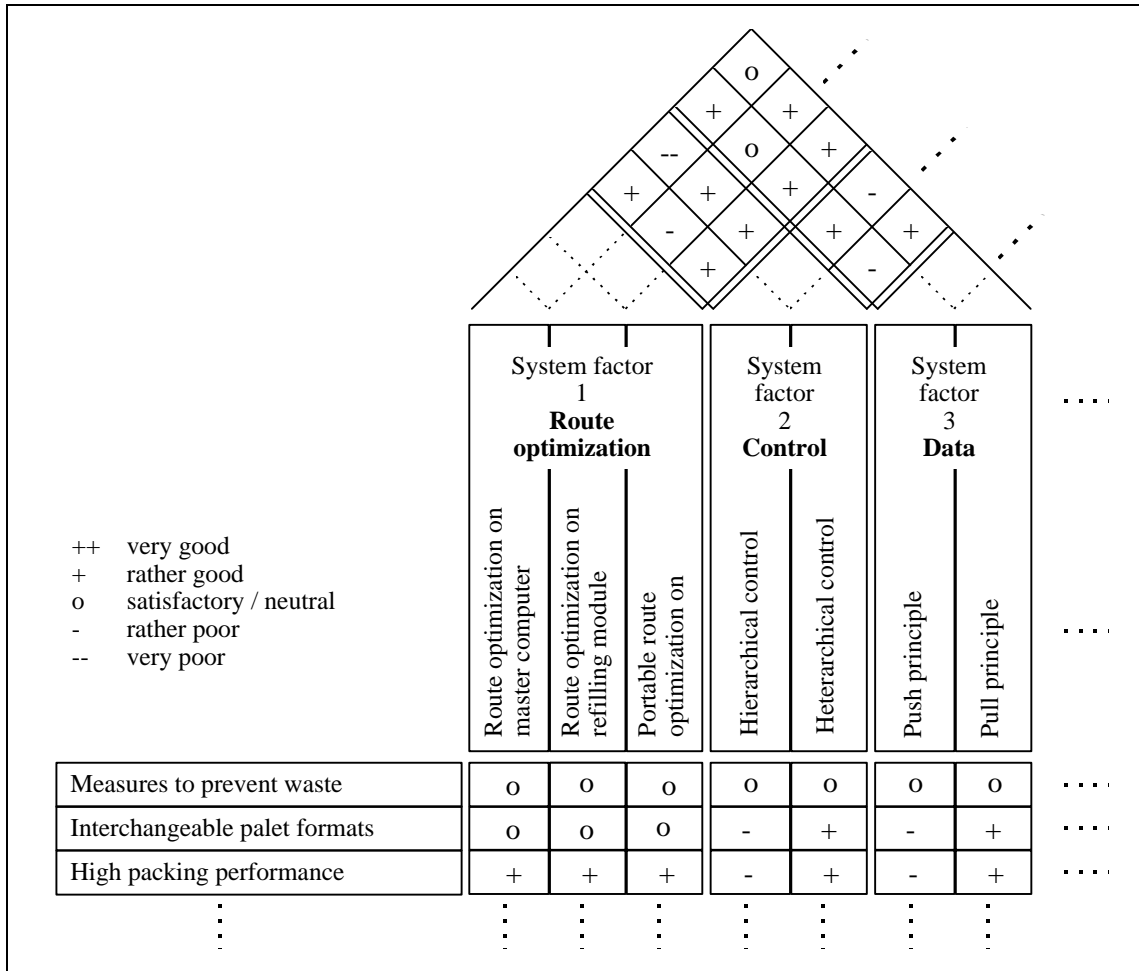 o
+ +
-- o +
+ + + -
- + + +
+ -
System factor
1
Route
optimization
System
factor
2
Control
System
factor
3
Data
++ very good
+ rather good
o satisfactory / neutral
- rather poor
-- very poor
Route optimization on
master computer
Route optimization on
refilling module
Portable route
optimization on
Hierarchical control
Heterarchical control
Push principle
Pull principle
Measures to prevent waste o o o o o o o
Interchangeable palet formats o o o - + - +
High packing performance + + + - + - +